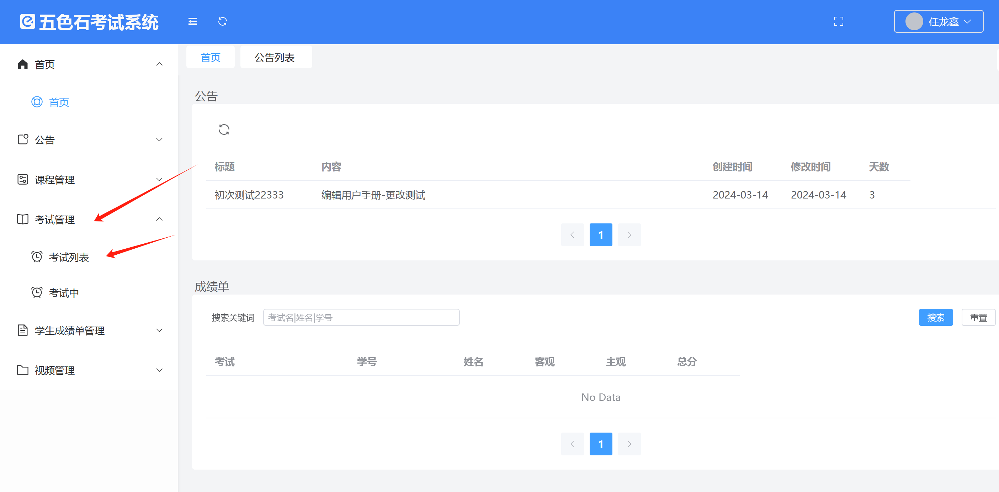 五色石考试系统
任龙鑫
首页
首页
公告
课程管理
考试管理
考试列表
考试中
学生成绩单管理
视频管理
首页 公告列表
公告
标题 内容 创建时间 修改时间 天数
初次测试22333 编辑用户手册-更改测试 2024-03-14 2024-03-14 3
1
成绩单
搜索关键词 考试名|姓名|学号 搜索 重置
考试 学号 姓名 客观 主观 总分
No Data
1